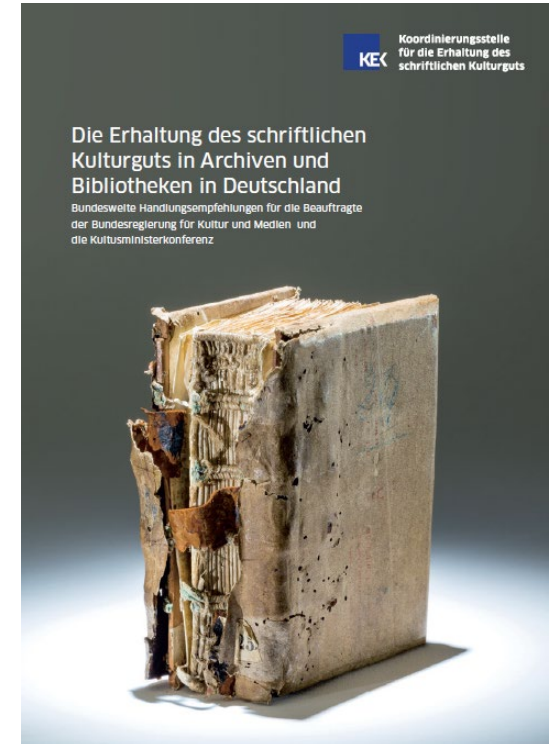 KEK
Koordinierungsstelle
für die Erhaltung des
schriftlichen Kulturguts
Die Erhaltung des schriftlichen
Kulturguts in Archiven und
Bibliotheken in Deutschland
Bundesweite Handlungsempfehlungen für die Beauftragte
der Bundesregierung für Kultur und Medien und
die Kultusministerkonferenz